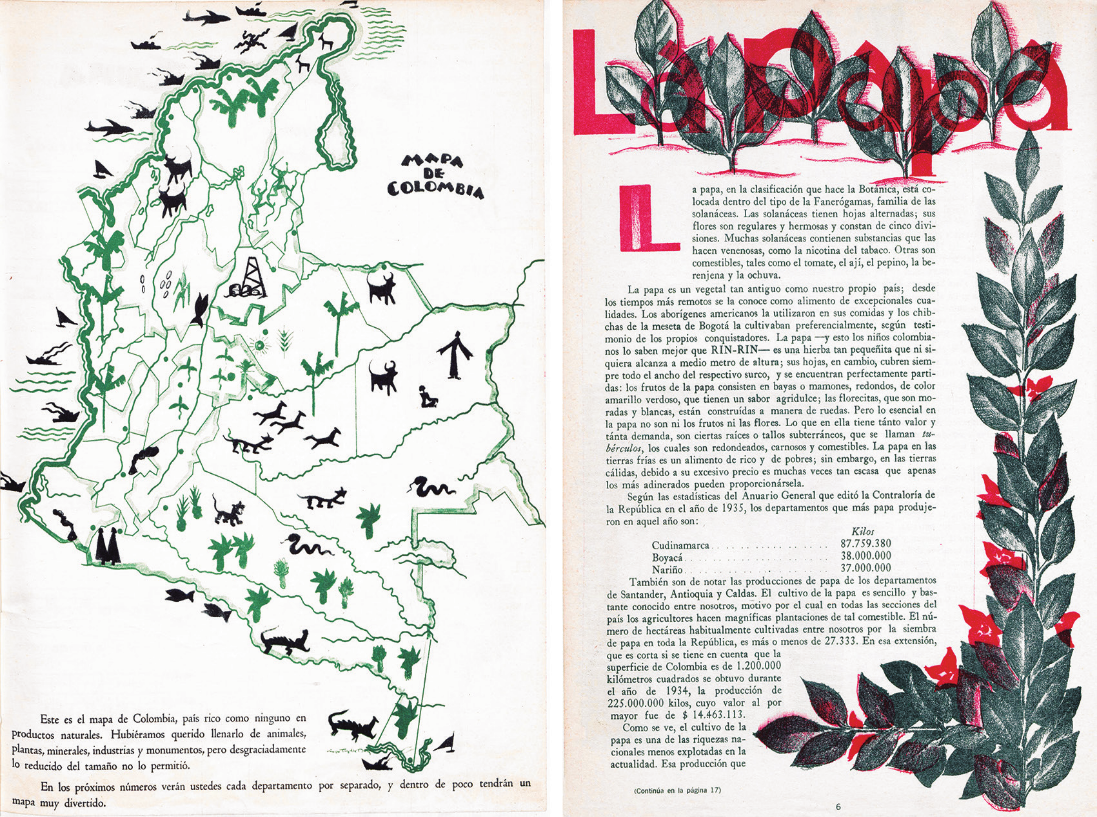 MAPA
DE
COLOMBIA
Este es el mapa de Colombia, país rico como ninguno en
productos naturales. Hubiéramos querido llenarlo de animales,
plantas, minerales, industrias y monumentos, pero desgraciadamente
lo reducido del tamaño no lo permitió.
En los próximos números verán ustedes cada departamento por separado, y dentro de poco tendrán un
mapa muy divertido.
La Papa
L
a papa, en la clasificación que hace la Botánica, está co-
locada dentro del tipo de la Fanerógamas, familia de las
solanáceas. Las solanáceas tienen hojas alternadas; sus
flores son regulares y hermosas y constan de cinco divi-
siones. Muchas solanáceas contienen substancias que las
hacen venenosas, como la nicotina del tabaco. Otras son
comestibles, tales como el tomate, el ají, el pepino, la be-
renjena y la ochuva.
La papa es un vegetal tan antiguo como nuestro propio país; desde
los tiempos más remotos se la conoce como alimento de excepcionales cua-
lidades. Los aborígenes americanos la utilizaron en sus comidas y los chib-
chas de la meseta de Bogotá la cultivaban preferencialmente, según testi-
monio de los propios conquistadores. La papa —y esto los niños colombia-
nos lo saben mejor que RIN-RIN— es una hierba tan pequeñita que ni si-
quiera alcanza a medio metro de altura; sus hojas, en cambio, cubren siem-
pre todo el ancho del respectivo surco, y se encuentran perfectamente parti-
das: los frutos de la papa consisten en bayas o mamones, redondos, de color
amarillo verdoso, que tienen un sabor agridulce; las florecitas, que son mo-
radas y blancas, están construídas a manera de ruedas. Pero lo esencial en
la papa no son ni los frutos ni las flores. Lo que en ella tiene tánto valor y
tánta demanda, son ciertas raíces o tallos subterráneos, que se llaman tu-
bérculos, los cuales son redondeados, carnosos y comestibles. La papa en las
tierras frías es un alimento de rico y de pobres; sin embargo, en las tierras
cálidas, debido a su excesivo precio es muchas veces tan escasa que apenas
los más adinerados pueden proporcionársela.
Según las estadísticas del Anuario General que editó la Contraloría de
la República en el año de 1935, los departamentos que más papa produje-
ron en aquel año son:
Kilos
Cudinamarca . . . . . . . . . . . . 87.759.380
Boyacá . . . . . . . . . . . . 38.000.000
Nariño . . . . . . . . . . . . 37.000.000
También son de notar las producciones de papa de los departamentos
de Santander, Antioquia y Caldas. El cultivo de la papa es sencillo y bas-
tante conocido entre nosotros, motivo por el cual en todas las secciones del
país los agricultores hacen magníficas plantaciones de tal comestible. El nú-
mero de hectáreas habitualmente cultivadas entre nosotros por la siembra
de papa en toda la República, es más o menos de 27.333. En esa extensión,
que es corta si se tiene en cuenta que la
superficie de Colombia es de 1.200.000
kilómetros cuadrados se obtuvo durante
el año de 1934, la producción de
225.000.000 kilos, cuyo valor al por
mayor fue de $ 14.463.113.
Como se ve, el cultivo de la
papa es una de las riquezas na-
cionales menos explotadas en la
actualidad. Esa producción que
(Continúa en la página 17)
6